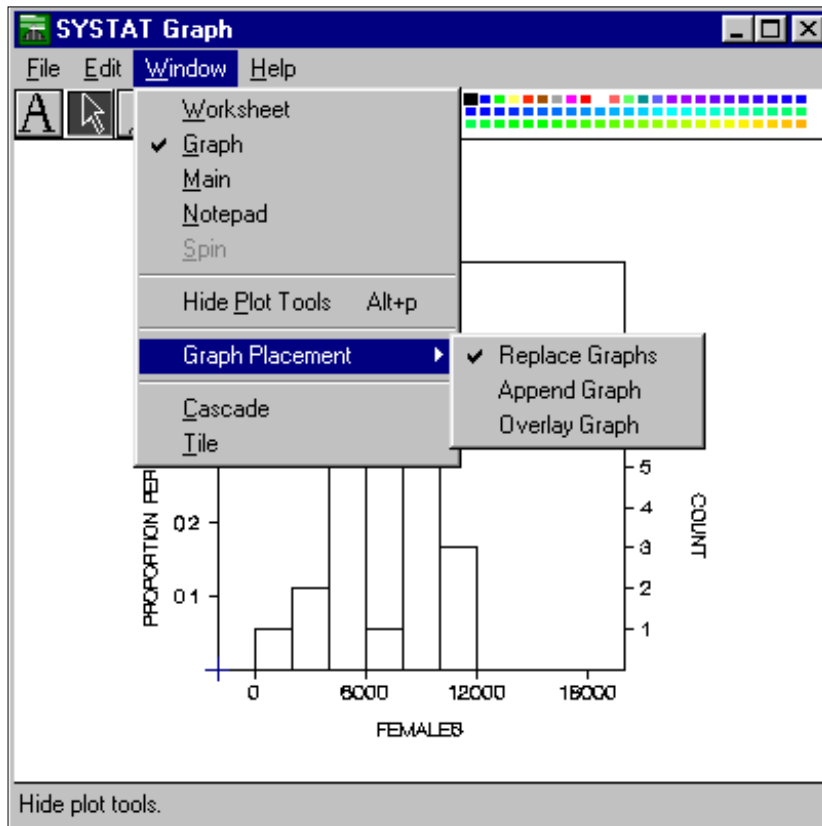 SYSTAT Graph
File Edit Window Help
A
Worksheet
Graph
Main
Notepad
Spin
Hide Plot Tools Alt+p
Graph Placement
Replace Graphs
Append Graph
Overlay Graph
Cascade
Tile
PROPORTION PER
0.2
0.1
5
4
3
2
1
COUNT
0 6000 12000 18000
FEMALES
Hide plot tools.